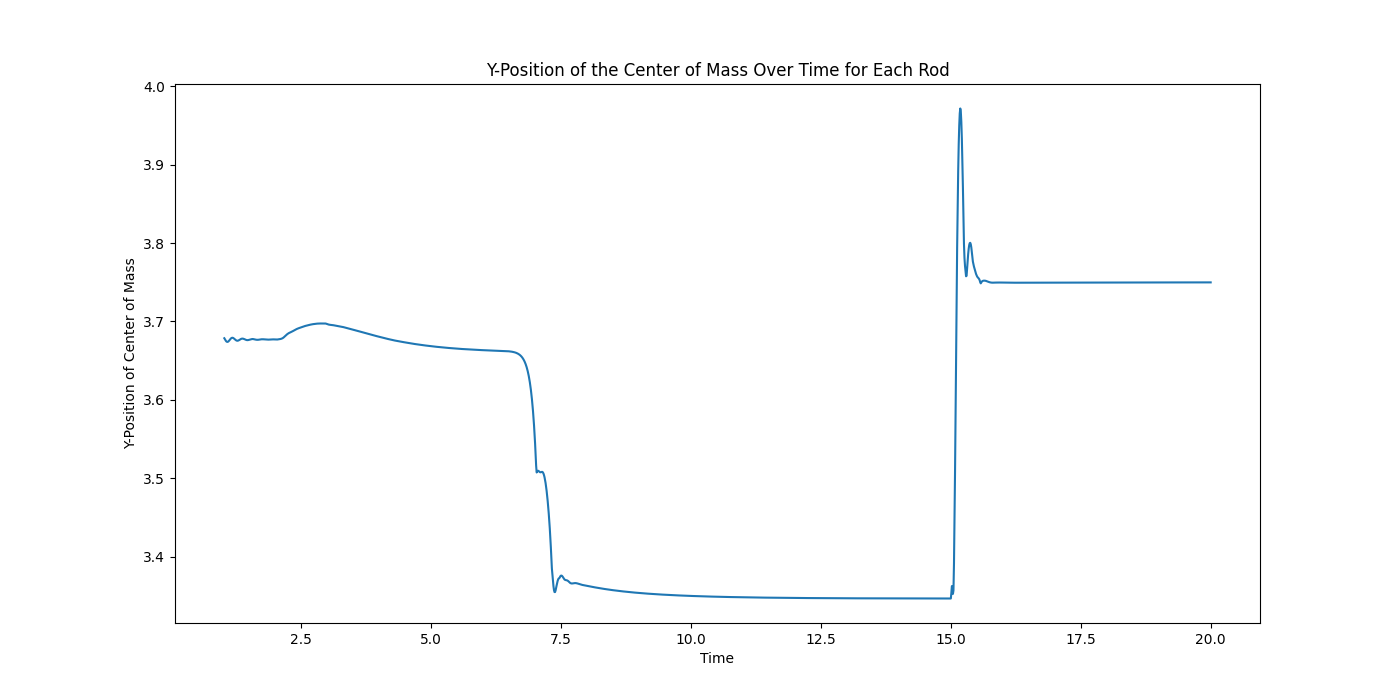 Y-Position of the Center of Mass Over Time for Each Rod
Y-Position of Center of Mass
4.0
3.9
3.8
3.7
3.6
3.5
3.4
2.5 5.0 7.5 10.0 12.5 15.0 17.5 20.0
Time